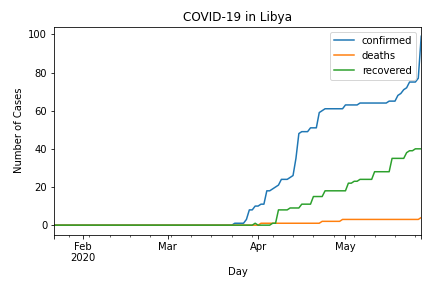 COVID-19 in Libya
confirmed
deaths
recovered
Number of Cases
100
80
60
40
20
0
Feb
2020
Mar
Apr
May
Day